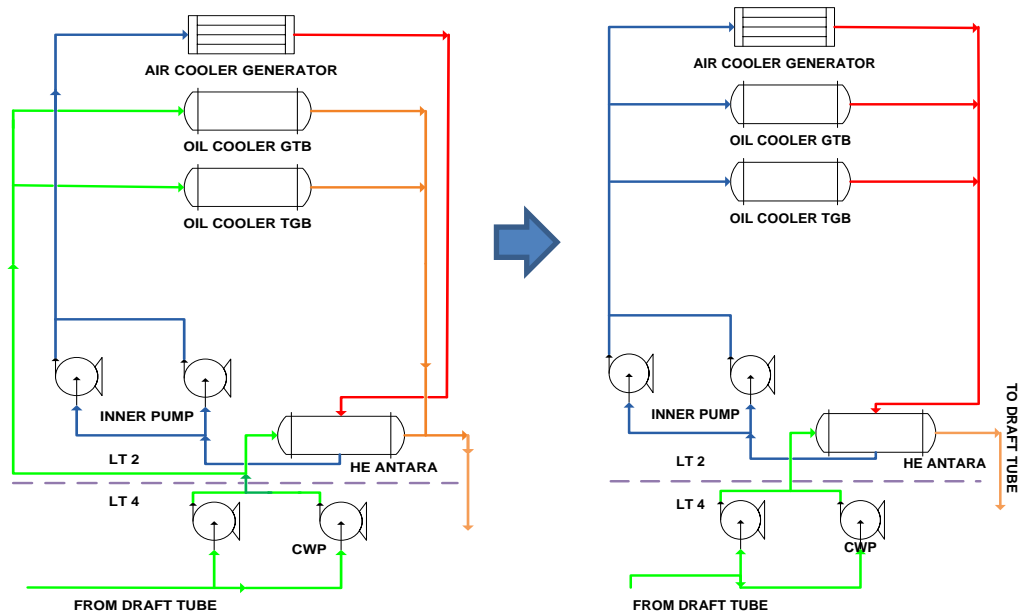 AIR COOLER GENERATOR
OIL COOLER GTB
OIL COOLER TGB
INNER PUMP
HE ANTARA
LT 2
LT 4
CWP
FROM DRAFT TUBE
AIR COOLER GENERATOR
OIL COOLER GTB
OIL COOLER TGB
INNER PUMP
TO DRAFT TUBE
HE ANTARA
LT 2
LT 4
CWP
FROM DRAFT TUBE